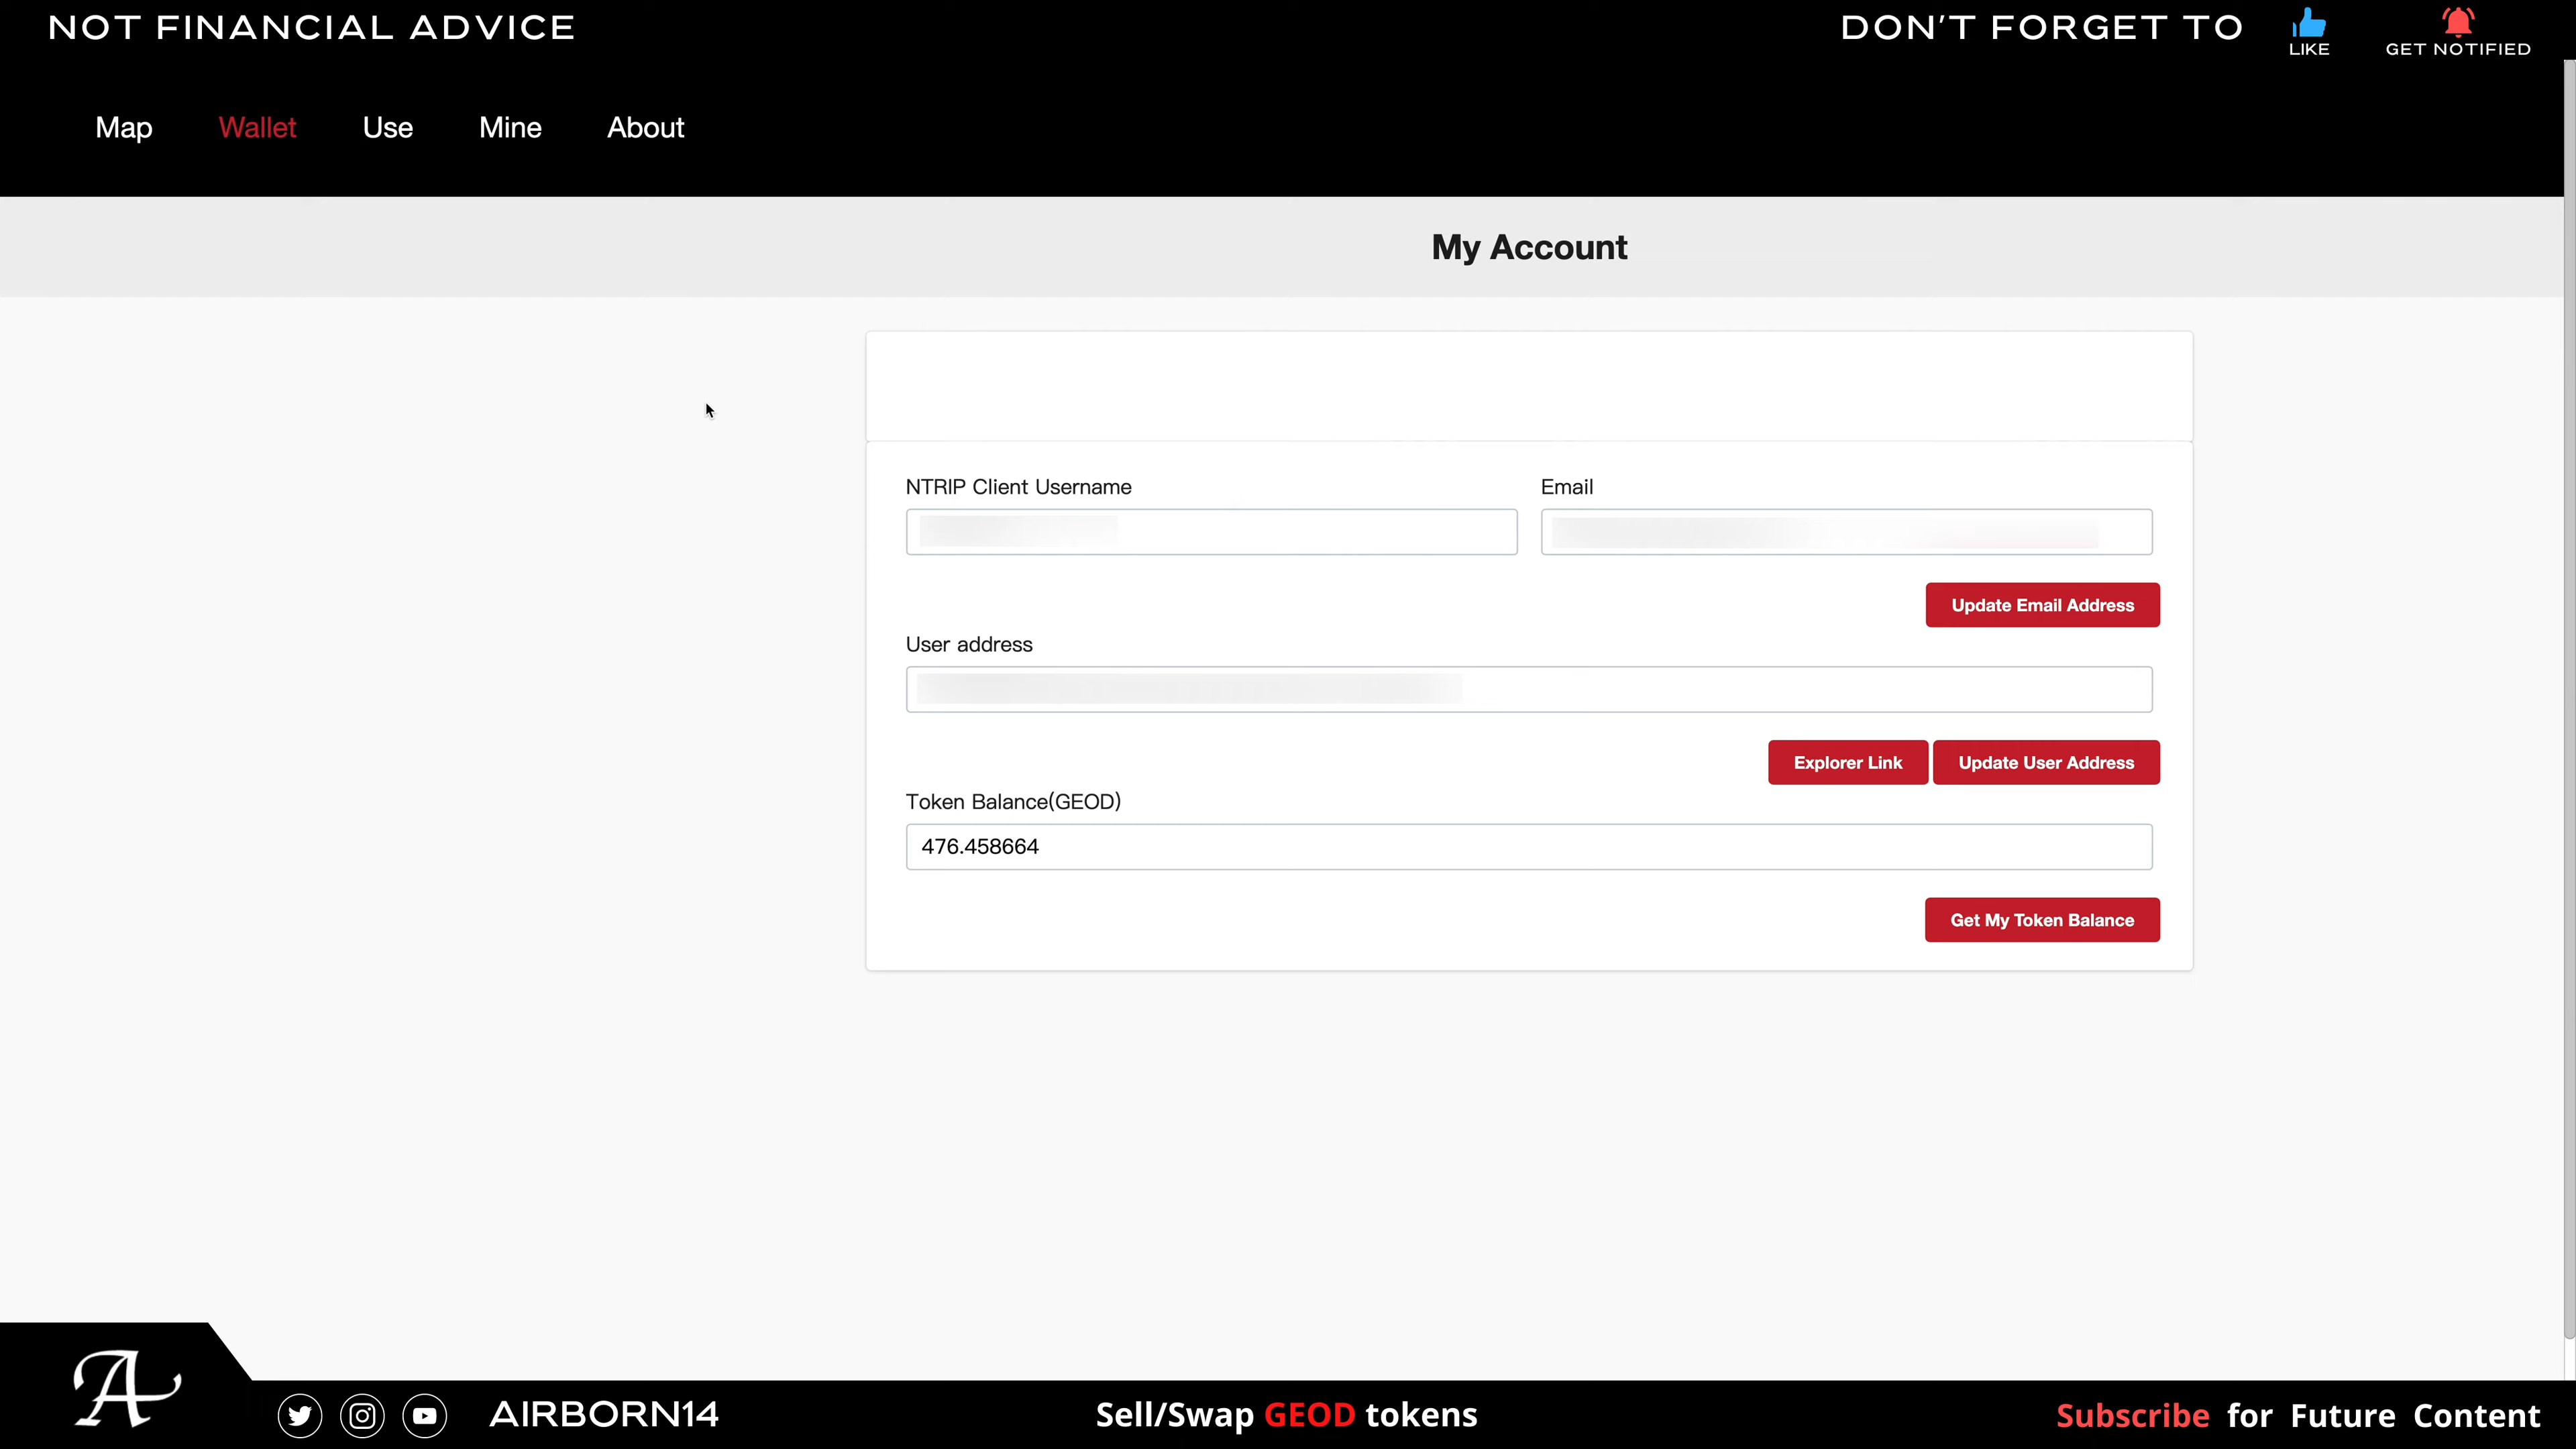 NOT FINANCIAL ADVICE
DON'T FORGET TO
LIKE
GET NOTIFIED
Map Wallet Use Mine About
My Account
NTRIP Client Username Email
Update Email Address
User address
Explorer Link Update User Address
Token Balance(GEOD)
476.458664
Get My Token Balance
A
AIRBORN14
Sell/Swap GEOD tokens
Subscribe for Future Content